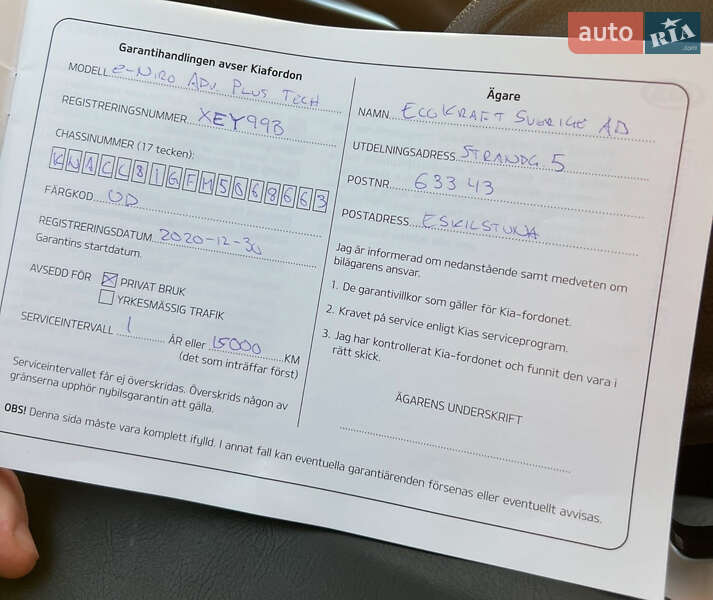 auto RIA.com
Garantihandlingen avser Kiafordon
MODELL e-NIRO ADV PLUS TECH
REGISTRERINGSNUMMER XEY99B
CHASSINUMMER (17 tecken):
KNACC81GFM5068663
FÄRGKOD UD
REGISTRERINGSDATUM 2020-12-30
Garantins startdatum.
AVSEDD FÖR PRIVAT BRUK
YRKESMÄSSIG TRAFIK
SERVICEINTERVALL 1 ÅR eller 15000 KM
(det som inträffar först)
Serviceintervallet får ej överskridas. Överskrids någon av
gränserna upphör nybilsgarantin att gälla.
Ägare
NAMN ECOKRAFT SVERIGE AB
UTDELNINGSADRESS STRANDG 5
POSTNR. 633 43
POSTADRESS ESKILSTUNA
Jag är informerad om nedanstående samt medveten om
bilägarens ansvar.
1. De garantivillkor som gäller för Kia-fordonet.
2. Kravet på service enligt Kias serviceprogram.
3. Jag har kontrollerat Kia-fordonet och funnit den vara i
rätt skick.
ÄGARENS UNDERSKRIFT
OBS! Denna sida måste vara komplett ifylld. I annat fall kan eventuella garantiärenden försenas eller eventuellt avvisas.